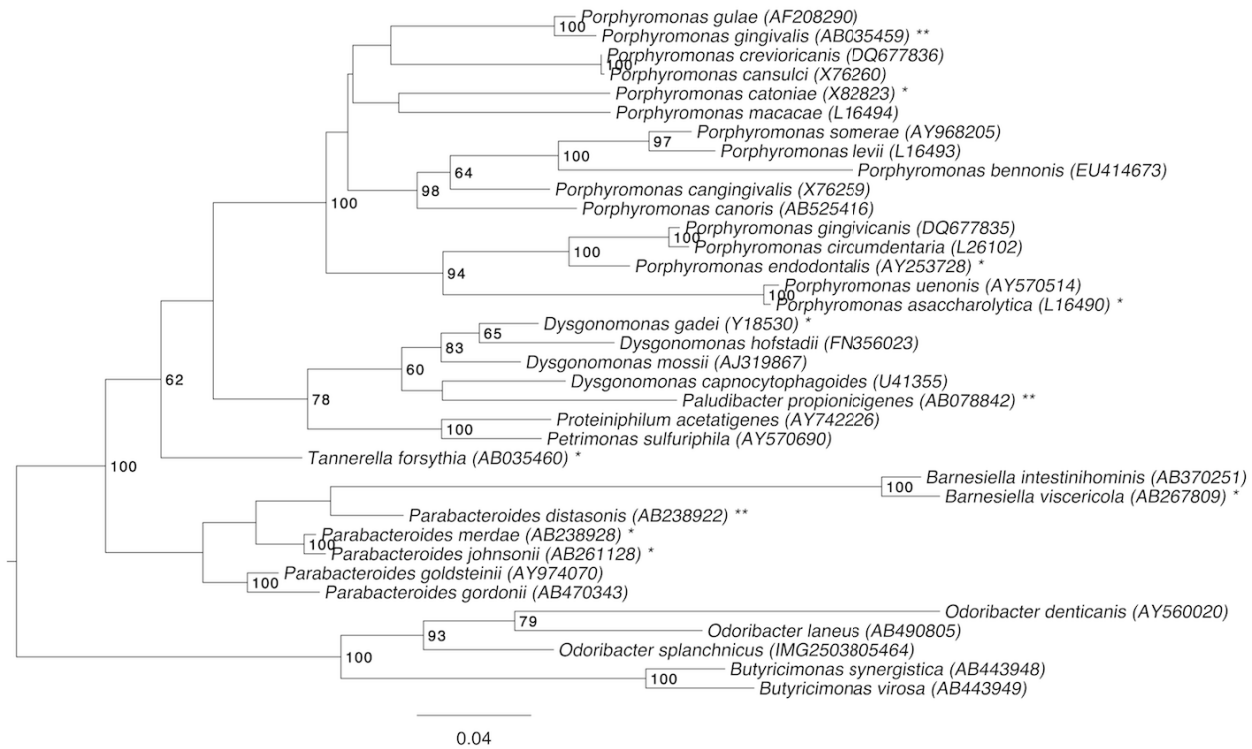 Porphyromonas gulae (AF208290)
100
Porphyromonas gingivalis (AB035459) **
Porphyromonas crevioricanis (DQ677836)
100
Porphyromonas cansulci (X76260)
Porphyromonas catoniae (X82823) *
Porphyromonas macacae (L16494)
Porphyromonas somerae (AY968205)
97
Porphyromonas levii (L16493)
100
Porphyromonas bennonis (EU414673)
64
Porphyromonas cangingivalis (X76259)
98
100
Porphyromonas canoris (AB525416)
Porphyromonas gingivicanis (DQ677835)
100
Porphyromonas circumdentaria (L26102)
100
Porphyromonas endodontalis (AY253728) *
94
Porphyromonas uenonis (AY570514)
100
Porphyromonas asaccharolytica (L16490) *
Dysgonomonas gadei (Y18530) *
65
Dysgonomonas hofstadii (FN356023)
83
Dysgonomonas mossii (AJ319867)
60
62
Dysgonomonas capnocytophagoides (U41355)
78
Paludibacter propionicigenes (AB078842) **
Proteiniphilum acetatigenes (AY742226)
100
Petrimonas sulfuriphila (AY570690)
Tannerella forsythia (AB035460) *
100
Barnesiella intestinihominis (AB370251)
100
Barnesiella viscericola (AB267809) *
Parabacteroides distasonis (AB238922) **
Parabacteroides merdae (AB238928) *
100
Parabacteroides johnsonii (AB261128) *
Parabacteroides goldsteinii (AY974070)
100
Parabacteroides gordonii (AB470343)
Odoribacter denticanis (AY560020)
79
Odoribacter laneus (AB490805)
93
Odoribacter splanchnicus (IMG2503805464)
100
Butyricimonas synergistica (AB443948)
100
Butyricimonas virosa (AB443949)
0.04